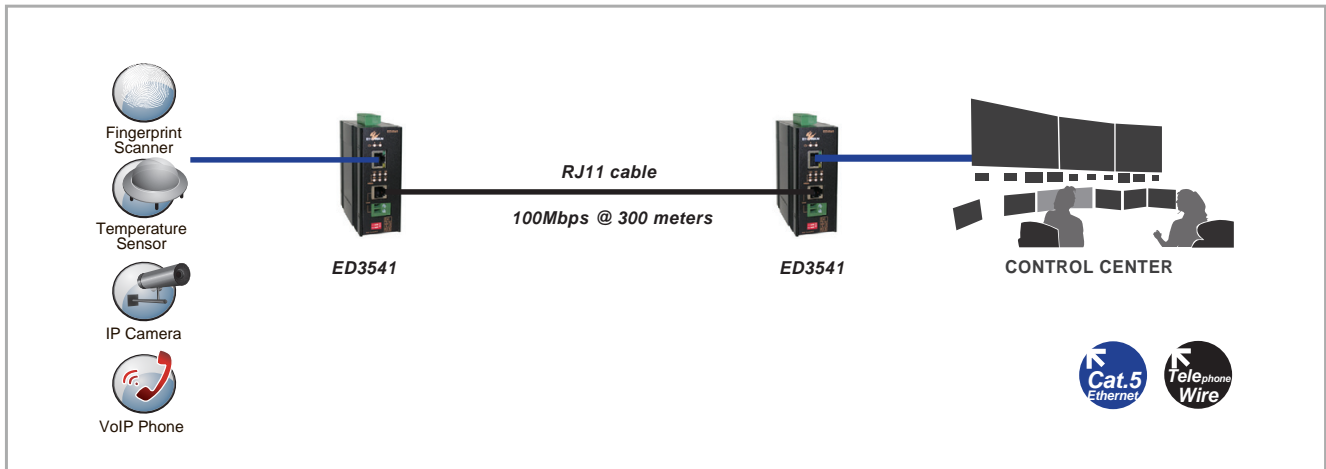 Fingerprint
Scanner
Temperature
Sensor
IP Camera
VoIP Phone
ED3541
RJ11 cable
100Mbps @ 300 meters
ED3541
CONTROL CENTER
Cat.5
Ethernet
Telephone
Wire